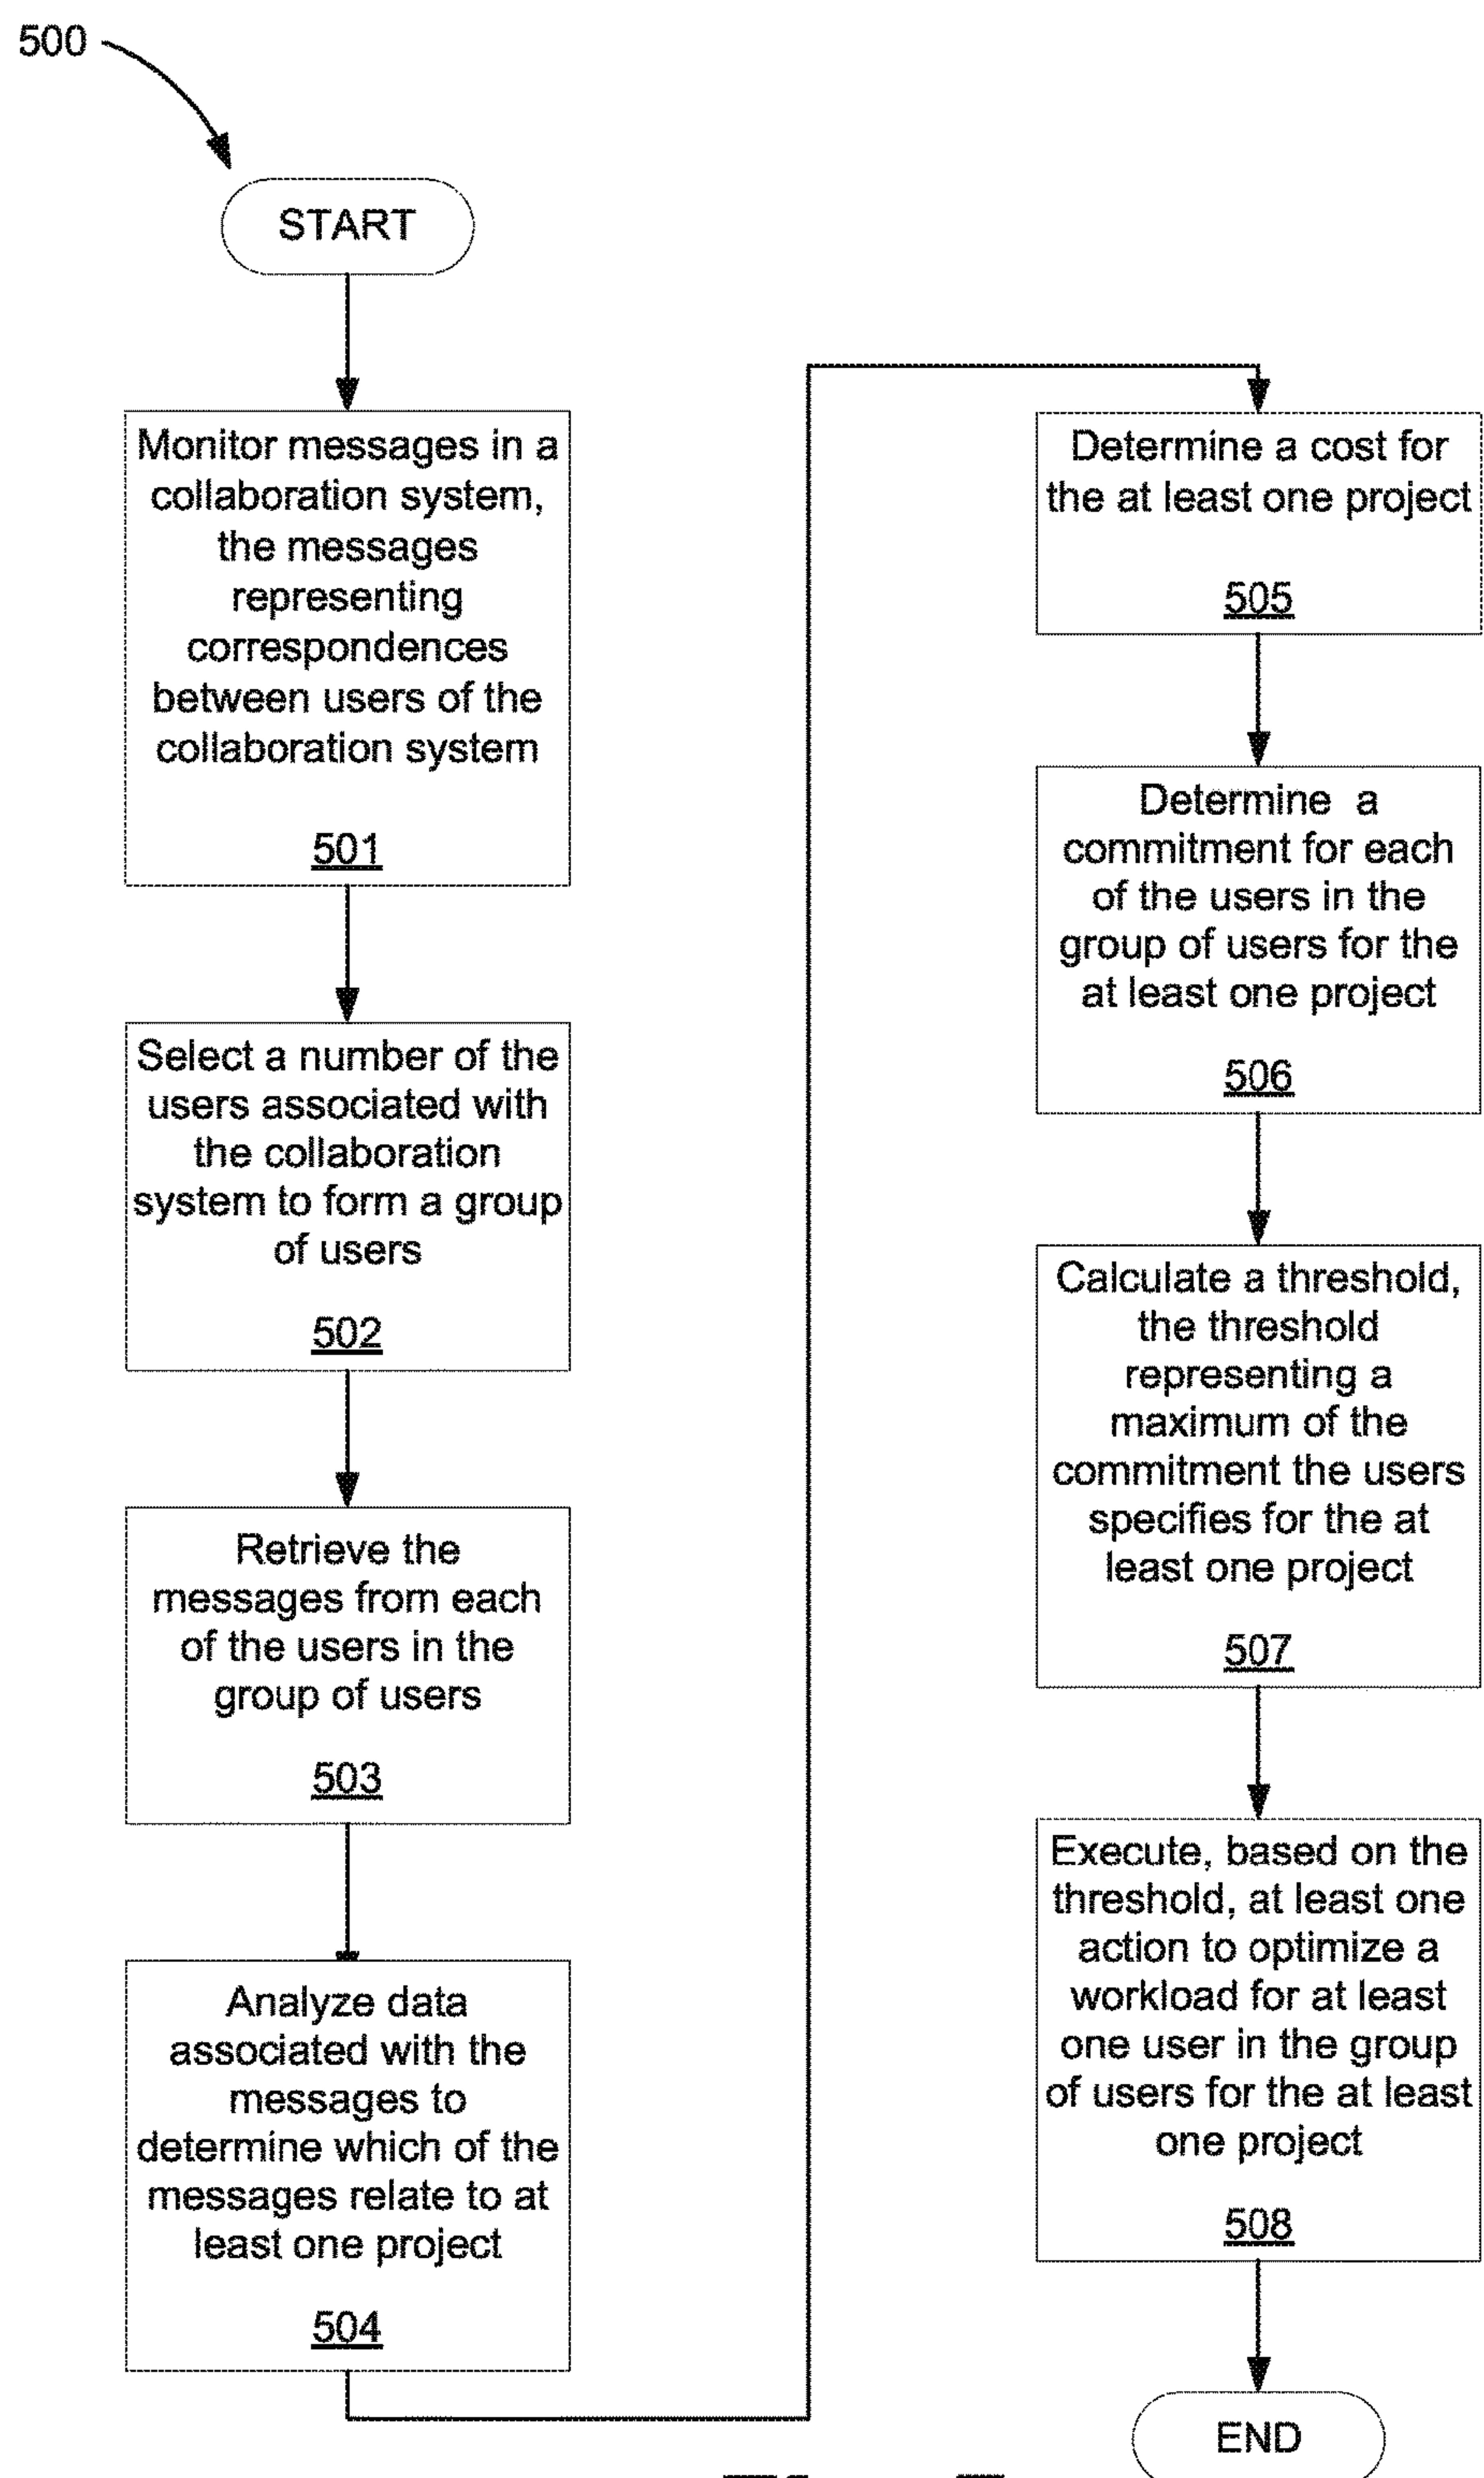 500
START
Monitor messages in a
collaboration system,
the messages
representing
correspondences
between users of the
collaboration system
501
Select a number of the
users associated with
the collaboration
system to form a group
of users
502
Retrieve the
messages from each
of the users in the
group of users
503
Analyze data
associated with the
messages to
determine which of the
messages relate to at
least one project
504
Determine a cost for
the at least one project
505
Determine a
commitment for each
of the users in the
group of users for the
at least one project
506
Calculate a threshold,
the threshold
representing a
maximum of the
commitment the users
specifies for the at
least one project
507
Execute, based on the
threshold, at least one
action to optimize a
workload for at least
one user in the group
of users for the at least
one project
508
END